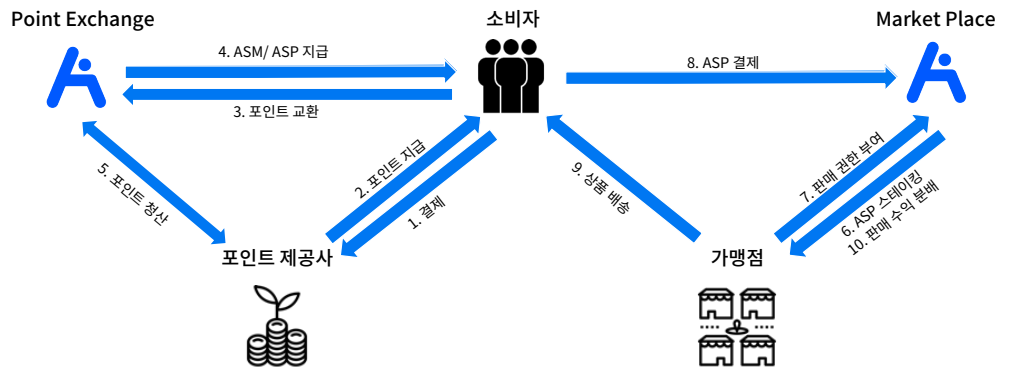 Point Exchange
소비자
Market Place
4. ASM/ ASP 지급
3. 포인트 교환
8. ASP 결제
5. 포인트 청산
2. 포인트 지급
1. 결제
9. 상품 배송
7. 판매 권한 부여
6. ASP 스테이킹
10. 판매 수익 분배
포인트 제공사
가맹점